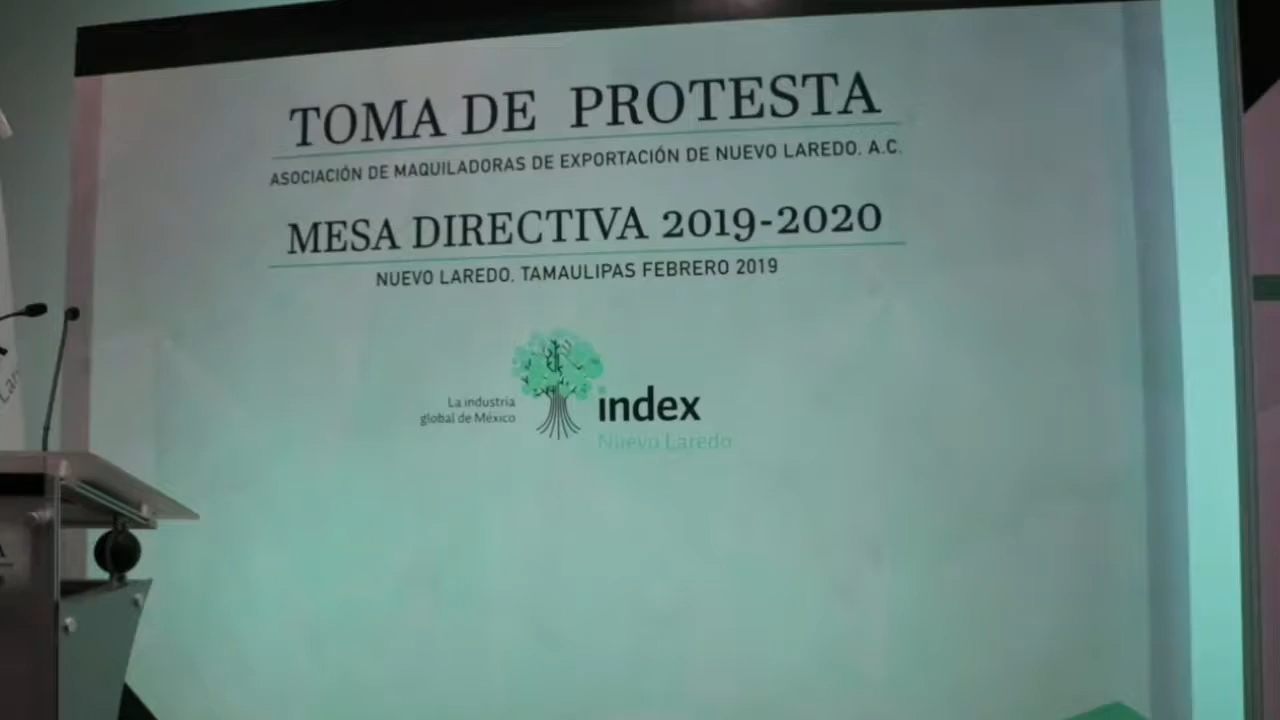 TOMA DE PROTESTA
ASOCIACIÓN DE MAQUILADORAS DE EXPORTACIÓN DE NUEVO LAREDO. A.C.
MESA DIRECTIVA 2019-2020
NUEVO LAREDO. TAMAULIPAS FEBRERO 2019
La industria
global de México
index
Nuevo Laredo